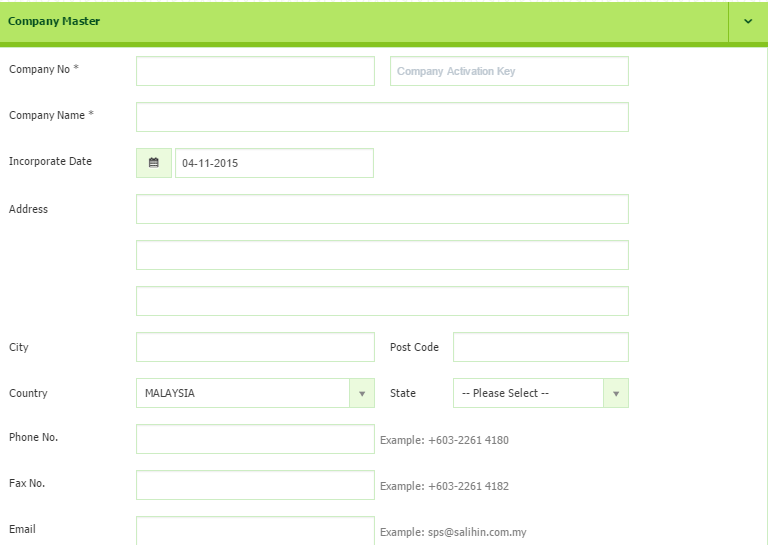 Company Master
Company No * Company Activation Key
Company Name *
Incorporate Date 04-11-2015
Address
City Post Code
Country MALAYSIA State -- Please Select --
Phone No. Example: +603-2261 4180
Fax No. Example: +603-2261 4182
Email Example: sps@salihin.com.my